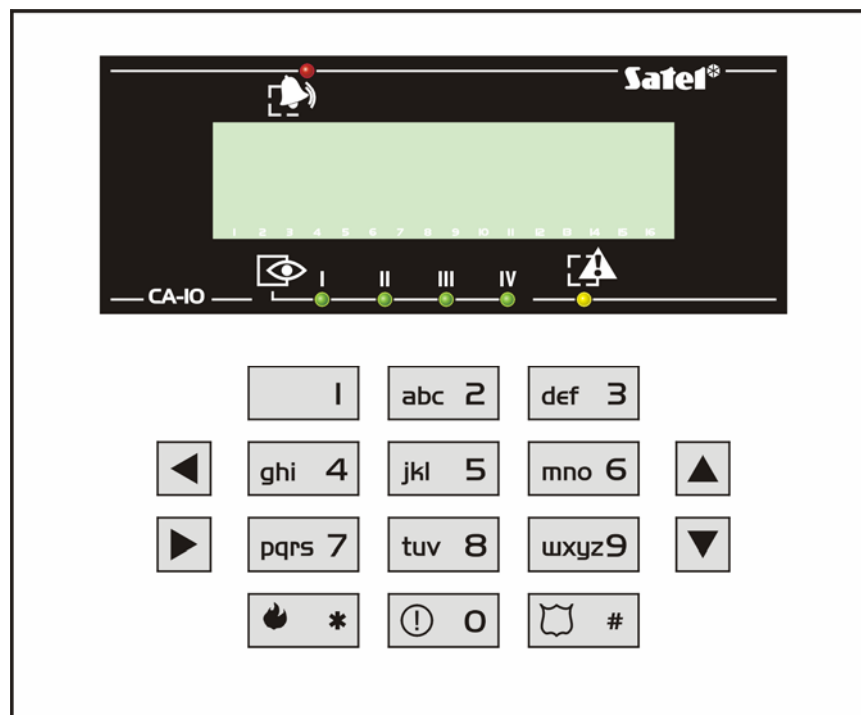 Satel
1 2 3 4 5 6 7 8 9 10 11 12 13 14 15 16
I II III IV
CA-10
1 abc 2 def 3
ghi 4 jkl 5 mno 6
pqrs 7 tuv 8 wxyz 9
* 0 #